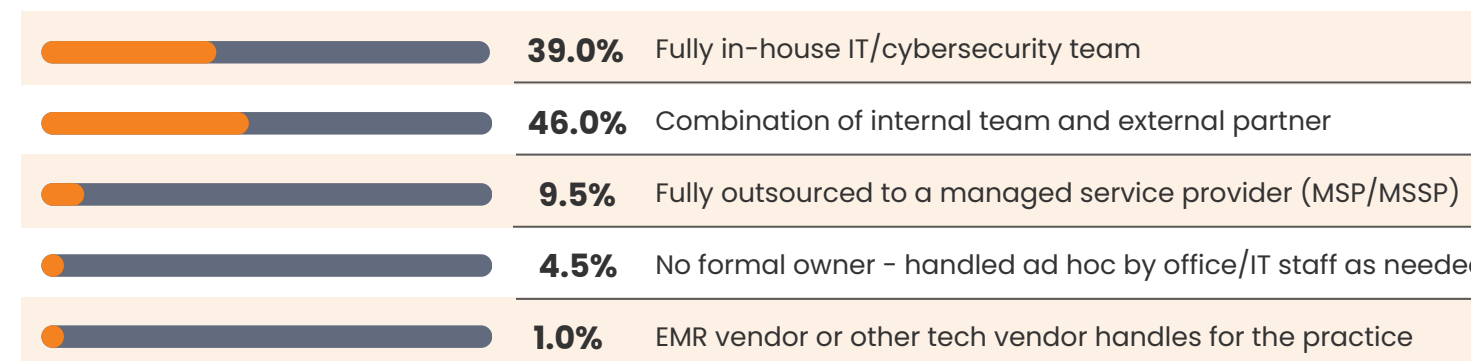 39.0% Fully in-house IT/cybersecurity team
46.0% Combination of internal team and external partner
9.5% Fully outsourced to a managed service provider (MSP/MSSP)
4.5% No formal owner - handled ad hoc by office/IT staff as
1.0% EMR vendor or other tech vendor handles for the practice